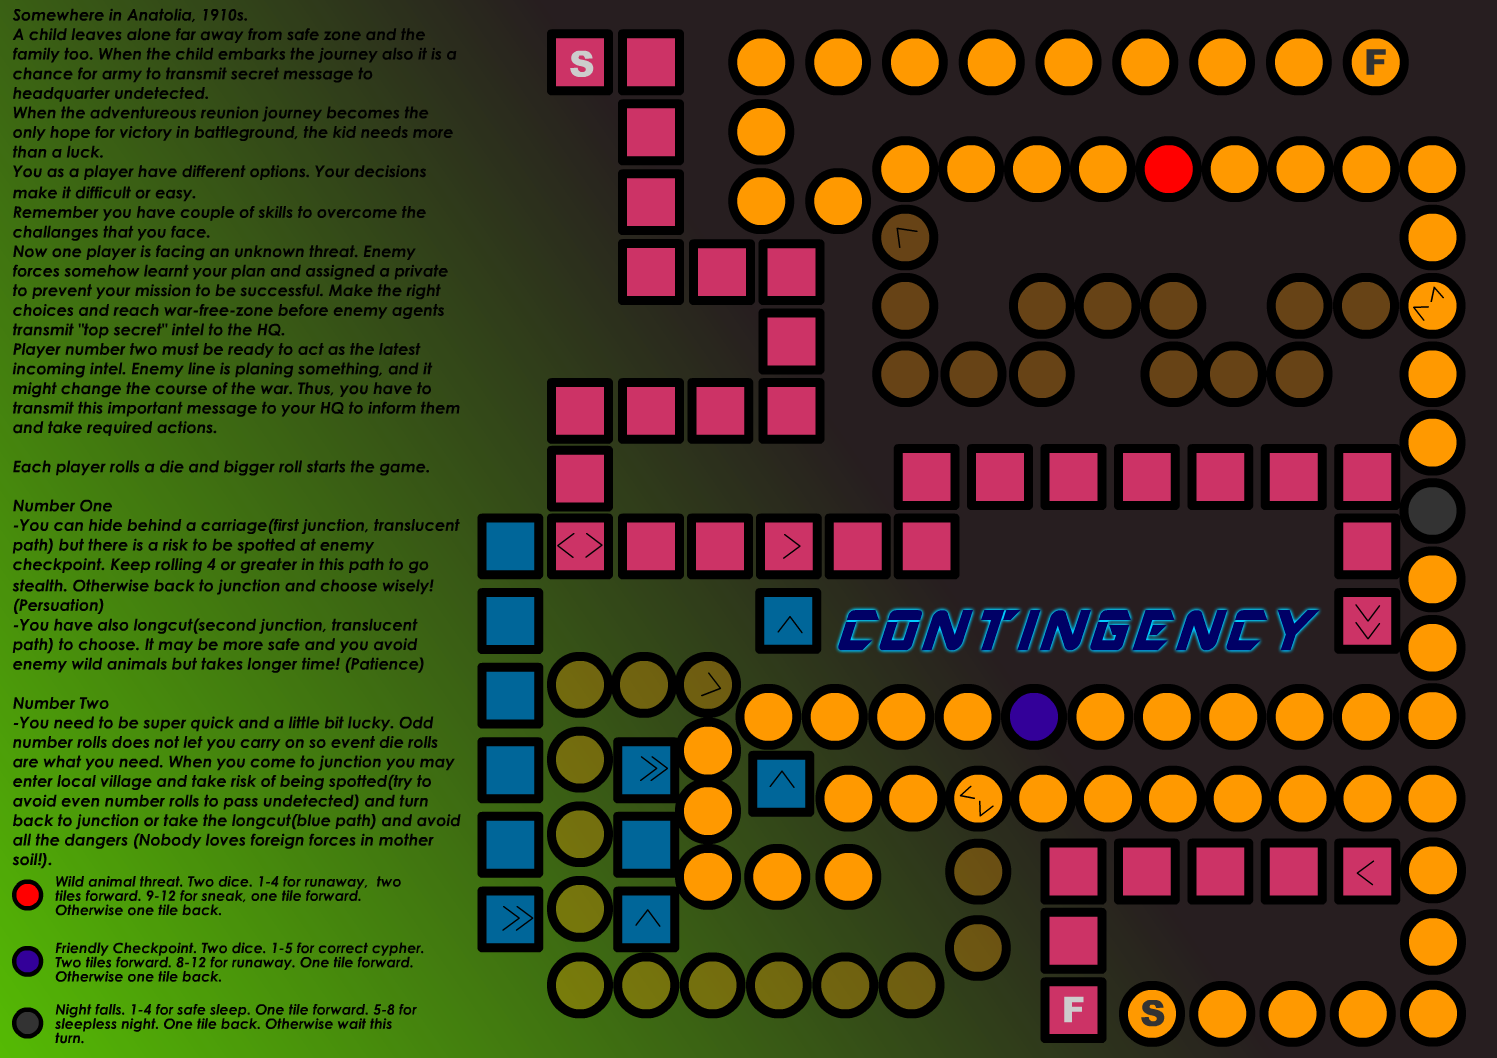 Somewhere in Anatolia, 1910s.
A child leaves alone far away from safe zone and the
family too. When the child embarks the journey also it is a
chance for army to transmit secret message to
headquarter undetected.
When the adventureous reunion journey becomes the
only hope for victory in battleground, the kid needs more
than a luck.
You as a player have different options. Your decisions
make it difficult or easy.
Remember you have couple of skills to overcome the
challanges that you face.
Now one player is facing an unknown threat. Enemy
forces somehow learnt your plan and assigned a private
to prevent your mission to be successful. Make the right
choices and reach war-free-zone before enemy agents
transmit "top secret" intel to the HQ.
Player number two must be ready to act as the latest
incoming intel. Enemy line is planing something, and it
might change the course of the war. Thus, you have to
transmit this important message to your HQ to inform them
and take required actions.
Each player rolls a die and bigger roll starts the game.
Number One
-You can hide behind a carriage(first junction, translucent
path) but there is a risk to be spotted at enemy
checkpoint. Keep rolling 4 or greater in this path to go
stealth. Otherwise back to junction and choose wisely!
(Persuation)
-You have also longcut(second junction, translucent
path) to choose. It may be more safe and you avoid
enemy wild animals but takes longer time! (Patience)
Number Two
-You need to be super quick and a little bit lucky. Odd
number rolls does not let you carry on so event die rolls
are what you need. When you come to junction you may
enter local village and take risk of being spotted(try to
avoid even number rolls to pass undetected) and turn
back to junction or take the longcut(blue path) and avoid
all the dangers (Nobody loves foreign forces in mother
soil!).
Wild animal threat. Two dice. 1-4 for runaway, two
tiles forward. 9-12 for sneak, one tile forward.
Otherwise one tile back.
Friendly Checkpoint. Two dice. 1-5 for correct cypher.
Two tiles forward. 8-12 for runaway. One tile forward.
Otherwise one tile back.
Night falls. 1-4 for safe sleep. One tile forward. 5-8 for
sleepless night. One tile back. Otherwise wait this
turn.
S
F
< >
>
CONTINGENCY
F
S